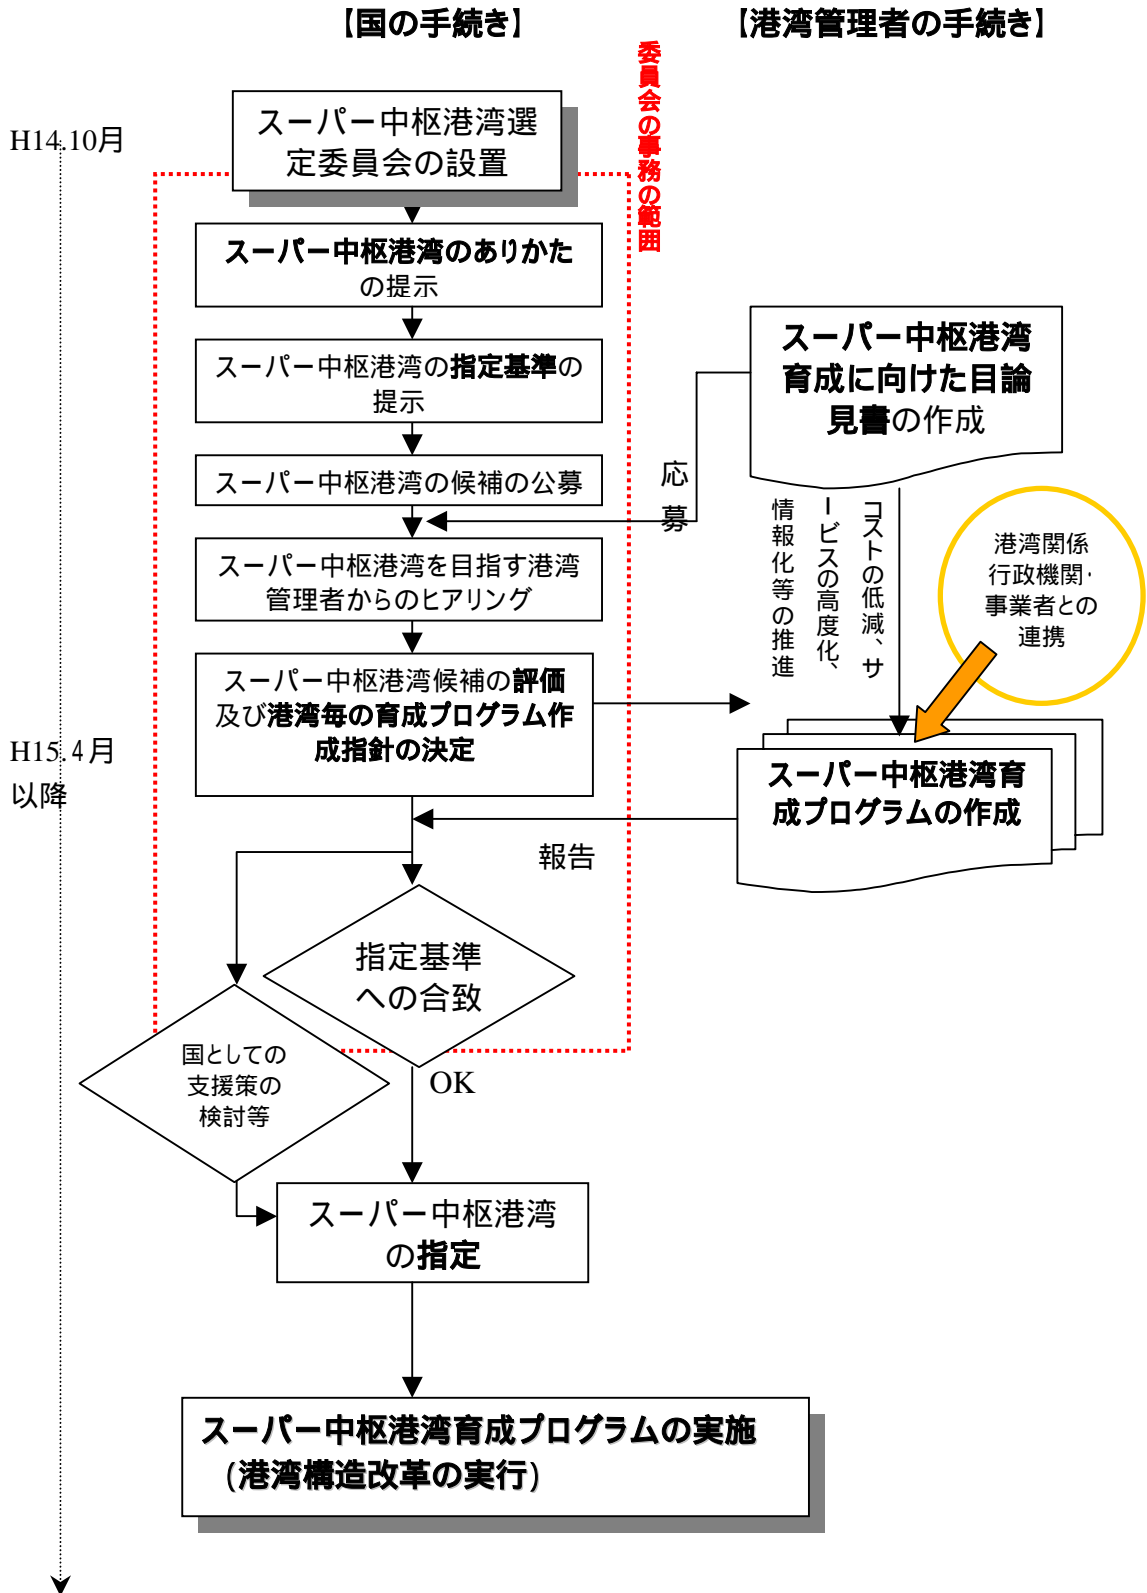 【国の手続き】
【港湾管理者の手続き】
委員会の事務の範囲
H14.10月
スーパー中枢港湾選
定委員会の設置
スーパー中枢港湾のありかた
の提示
スーパー中枢港湾の指定基準の
提示
スーパー中枢港湾の候補の公募
応
募
スーパー中枢港湾
育成に向けた目論
見書の作成
コストの低減、サ
ービスの高度化、
情報化等の推進
港湾関係
行政機関・
事業者との
連携
スーパー中枢港湾を目指す港湾
管理者からのヒアリング
スーパー中枢港湾候補の評価
及び港湾毎の育成プログラム作
成指針の決定
H15.4月
以降
スーパー中枢港湾育
成プログラムの作成
報告
指定基準
への合致
国としての
支援策の
検討等
OK
スーパー中枢港湾
の指定
スーパー中枢港湾育成プログラムの実施
(港湾構造改革の実行)